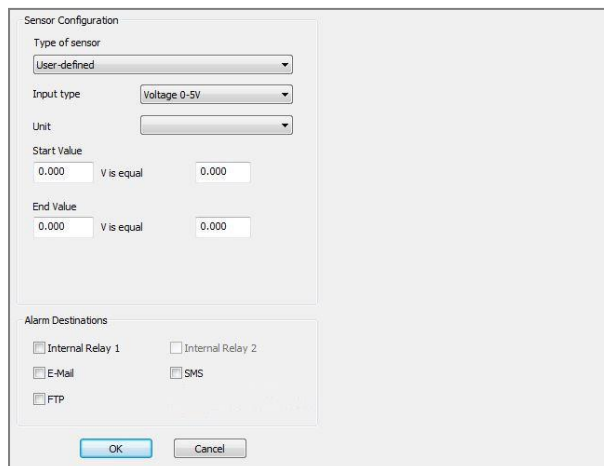 Sensor Configuration
Type of sensor
User-defined
Input type Voltage 0-5V
Unit
Start Value
0.000 V is equal 0.000
End Value
0.000 V is equal 0.000
Alarm Destinations
Internal Relay 1 Internal Relay 2
E-Mail SMS
FTP
OK Cancel